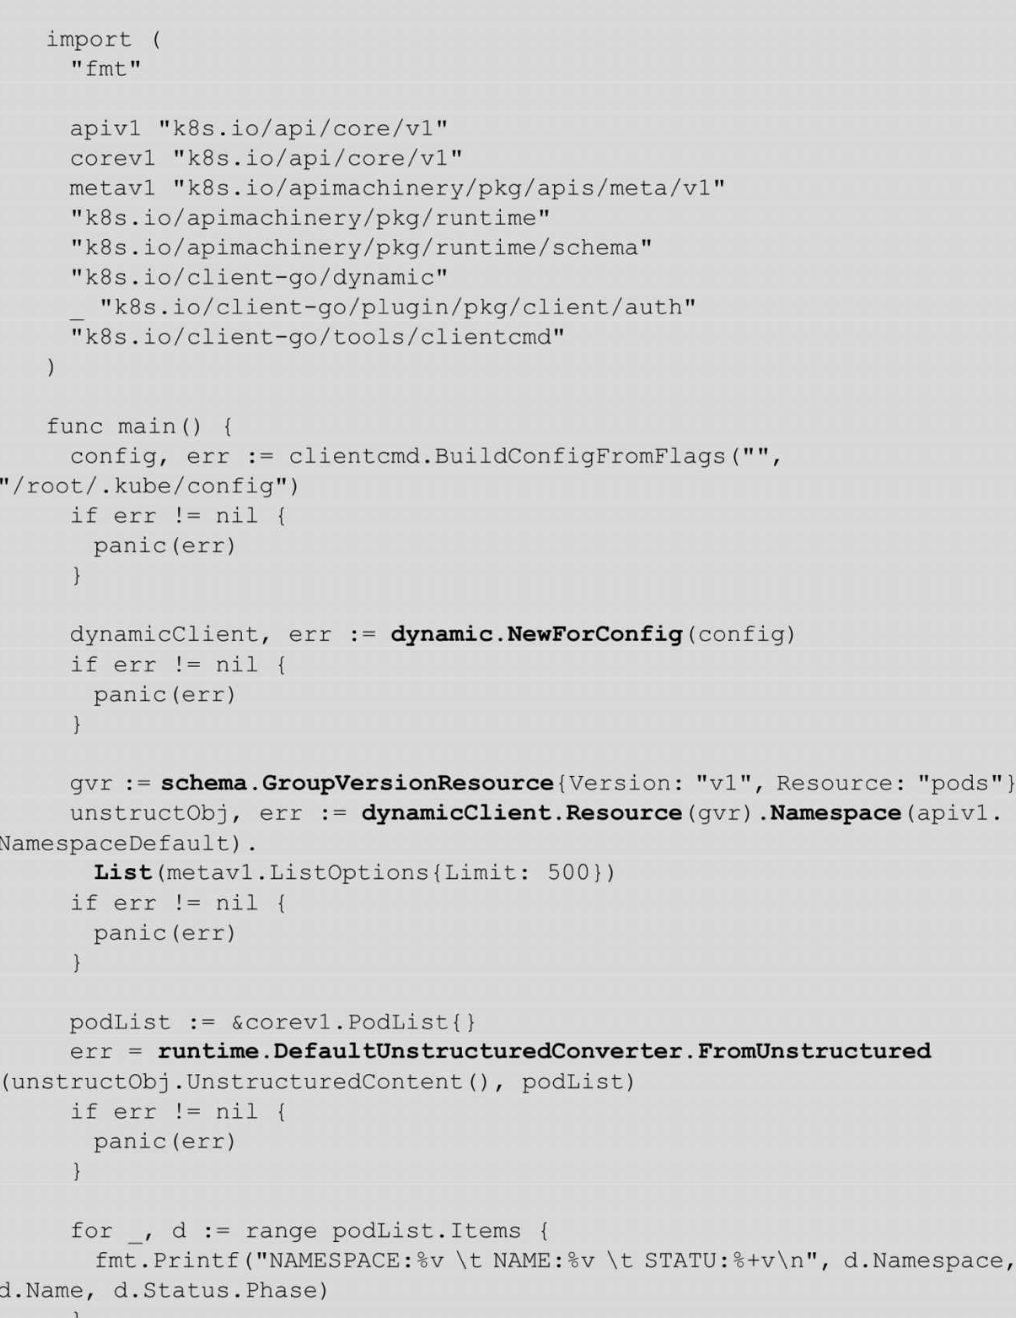 import (
"fmt"
apiv1 "k8s.io/api/core/v1"
corev1 "k8s.io/api/core/v1"
metav1 "k8s.io/apimachinery/pkg/apis/meta/v1"
"k8s.io/apimachinery/pkg/runtime"
"k8s.io/apimachinery/pkg/runtime/schema"
"k8s.io/client-go/dynamic"
_ "k8s.io/client-go/plugin/pkg/client/auth"
"k8s.io/client-go/tools/clientcmd"
)
func main() {
config, err := clientcmd.BuildConfigFromFlags("",
"/root/.kube/config")
if err != nil {
panic(err)
}
dynamicClient, err := dynamic.NewForConfig(config)
if err != nil {
panic(err)
}
gvr := schema.GroupVersionResource{Version: "v1", Resource: "pods"}
unstructObj, err := dynamicClient.Resource(gvr).Namespace(apiv1.
NamespaceDefault).
List(metav1.ListOptions{Limit: 500})
if err != nil {
panic(err)
}
podList := &corev1.PodList{}
err = runtime.DefaultUnstructuredConverter.FromUnstructured
(unstructObj.UnstructuredContent(), podList)
if err != nil {
panic(err)
}
for _, d := range podList.Items {
fmt.Printf("NAMESPACE:%v \t NAME:%v \t STATU:%+v\n", d.Namespace,
d.Name, d.Status.Phase)
}